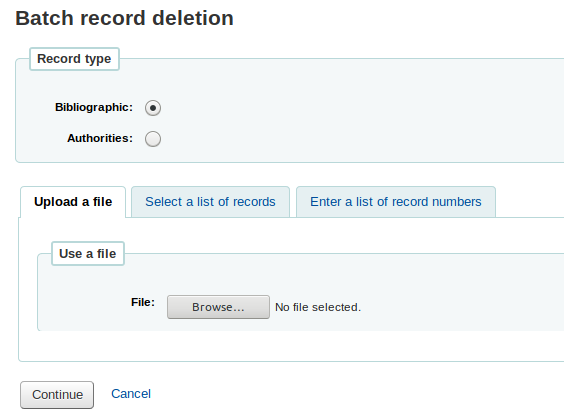 Batch record deletion
Record type
Bibliographic:
Authorities:
Upload a file Select a list of records Enter a list of record numbers
Use a file
File: Browse... No file selected.
Continue Cancel